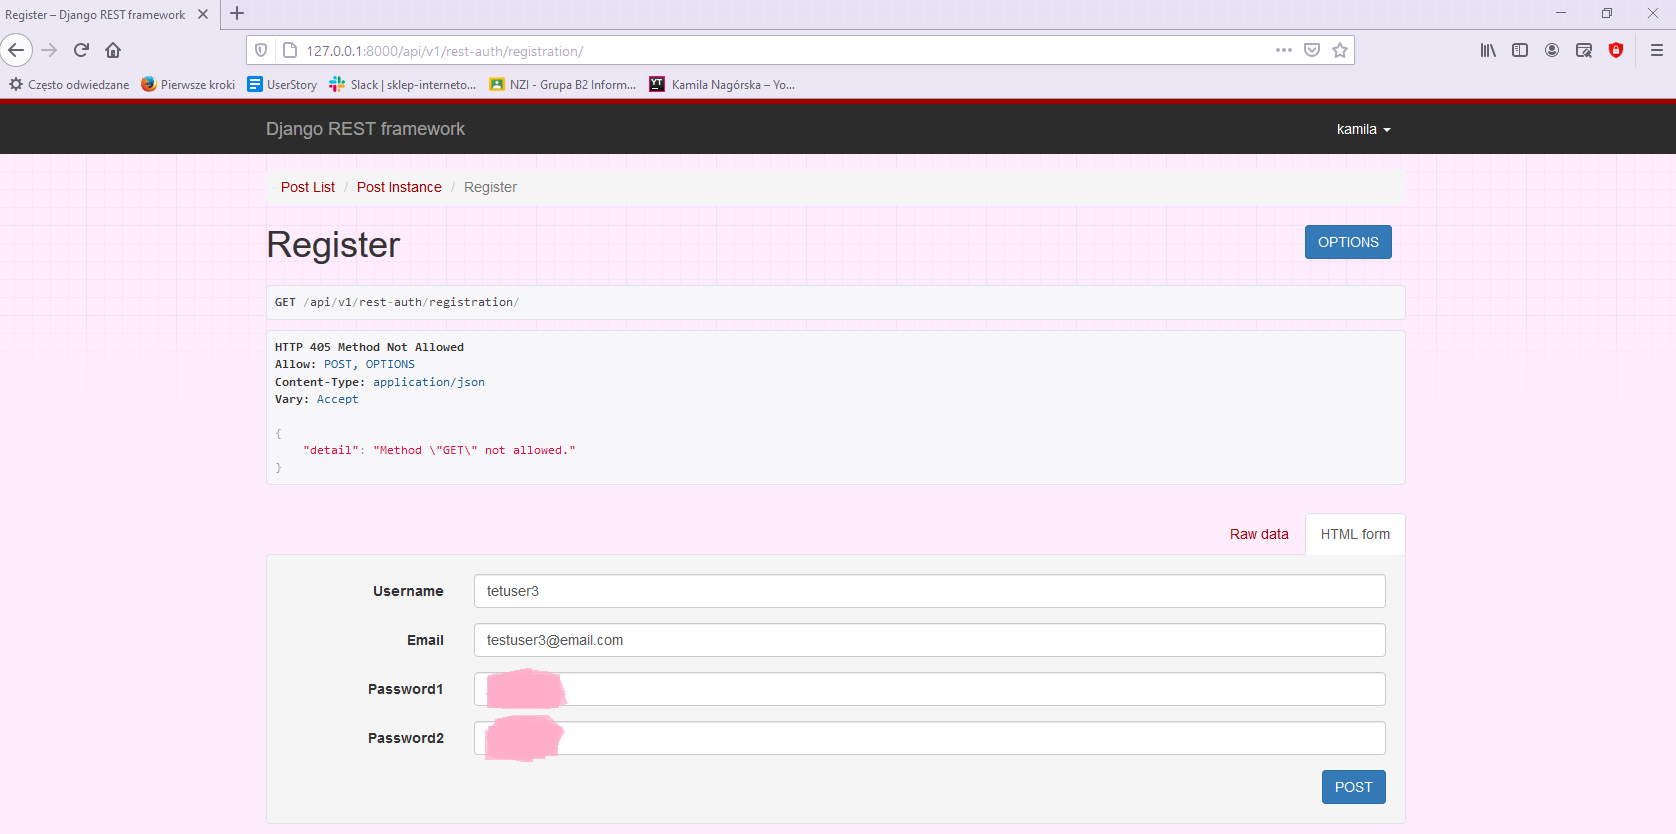 Register – Django REST framework
127.0.0.1:8000/api/v1/rest-auth/registration/
Często odwiedzane Pierwsze kroki UserStory Slack | sklep-interneto... NZI - Grupa B2 Inform... YT Kamila Nagórska – Yo...
Django REST framework kamila
Post List / Post Instance / Register
Register OPTIONS
GET /api/v1/rest-auth/registration/
HTTP 405 Method Not Allowed
Allow: POST, OPTIONS
Content-Type: application/json
Vary: Accept
{
    "detail": "Method \"GET\" not allowed."
}
Raw data HTML form
Username tetuser3
Email testuser3@email.com
Password1
Password2
POST